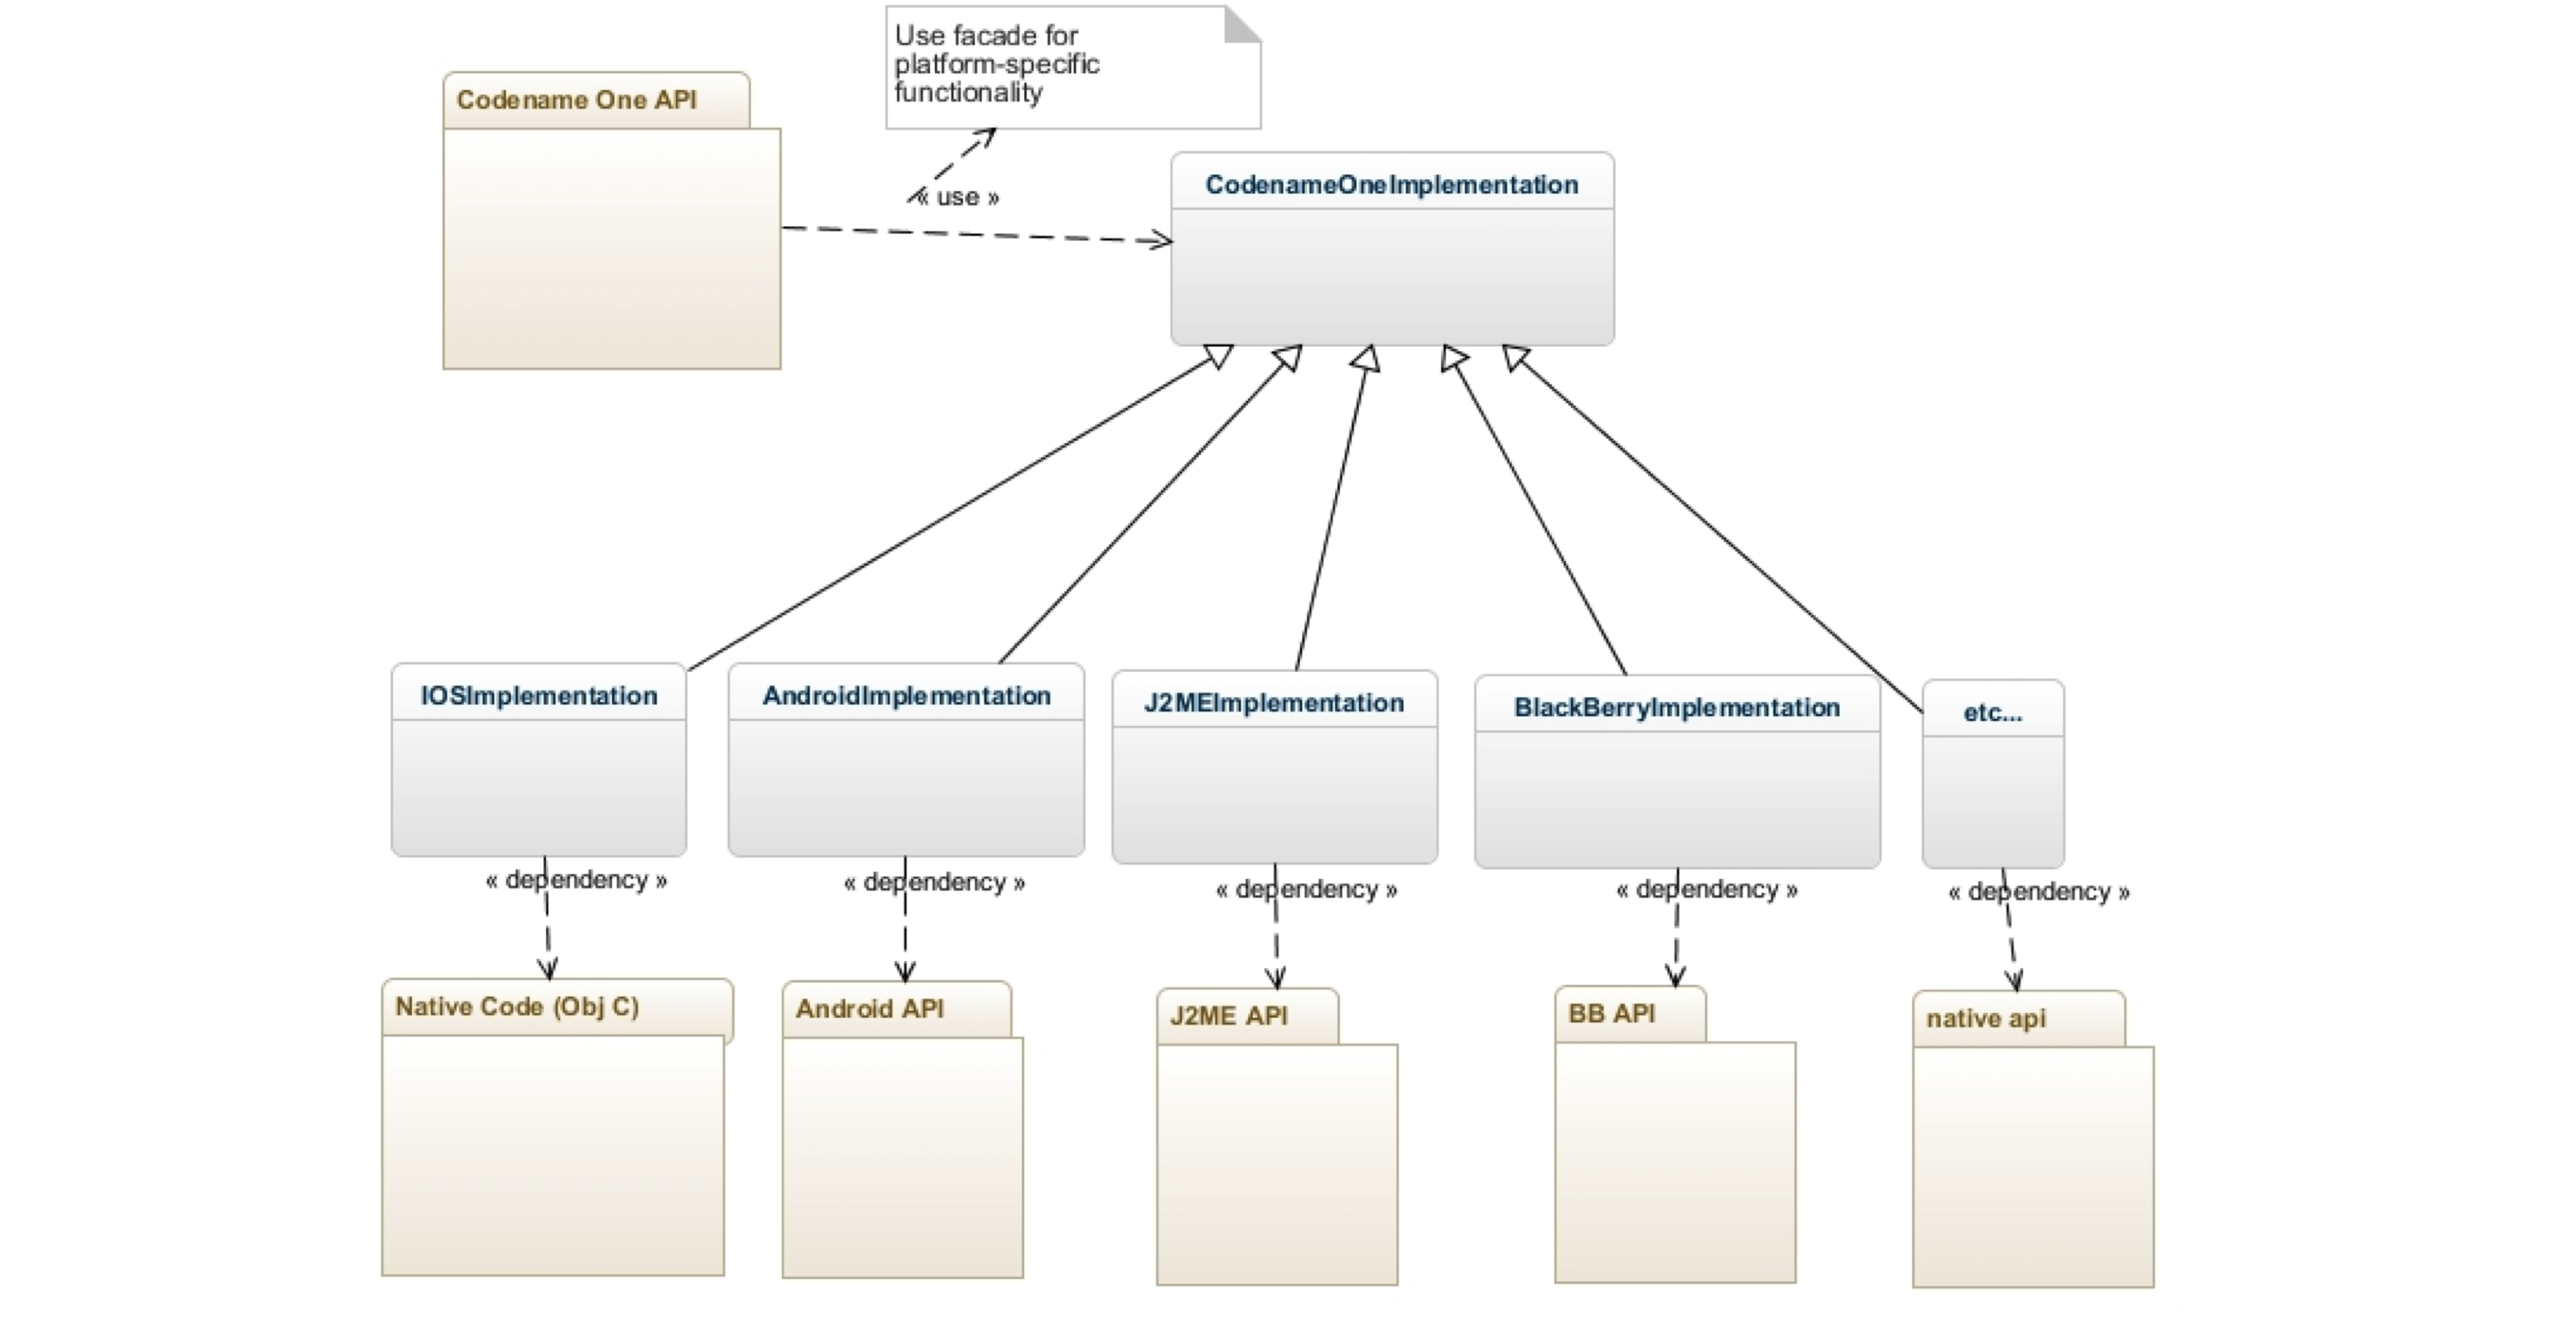 Use facade for
platform-specific
functionality
Codename One API
« use »
CodenameOneImplementation
IOSImplementation
AndroidImplementation
J2MEImplementation
BlackBerryImplementation
etc...
« dependency »
« dependency »
« dependency »
« dependency »
« dependency »
Native Code (Obj C)
Android API
J2ME API
BB API
native api